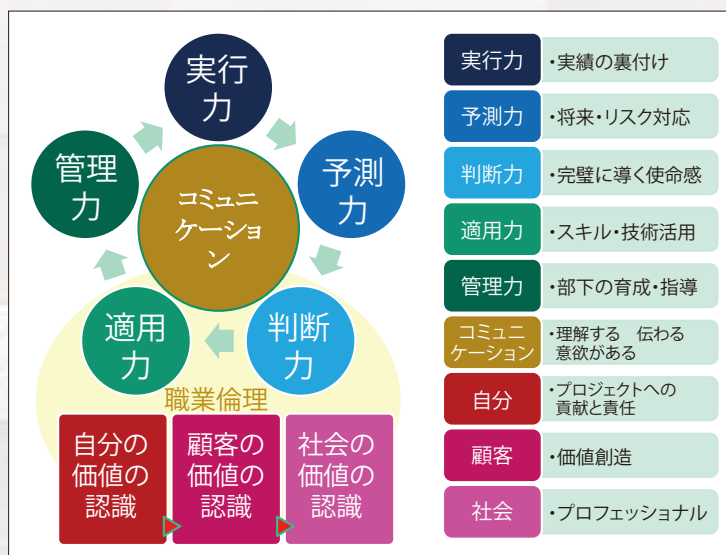 実行
力
予測
力
判断
力
適用
力
管理
力
コミュニ
ケーショ
ン
職業倫理
自分の
価値の
認識
顧客の
価値の
認識
社会の
価値の
認識
実行力
・実績の裏付け
予測力
・将来・リスク対応
判断力
・完璧に導く使命感
適用力
・スキル・技術活用
管理力
・部下の育成・指導
コミュニ
ケーション
・理解する　伝わる
意欲がある
自分
・プロジェクトへの
貢献と責任
顧客
・価値創造
社会
・プロフェッショナル